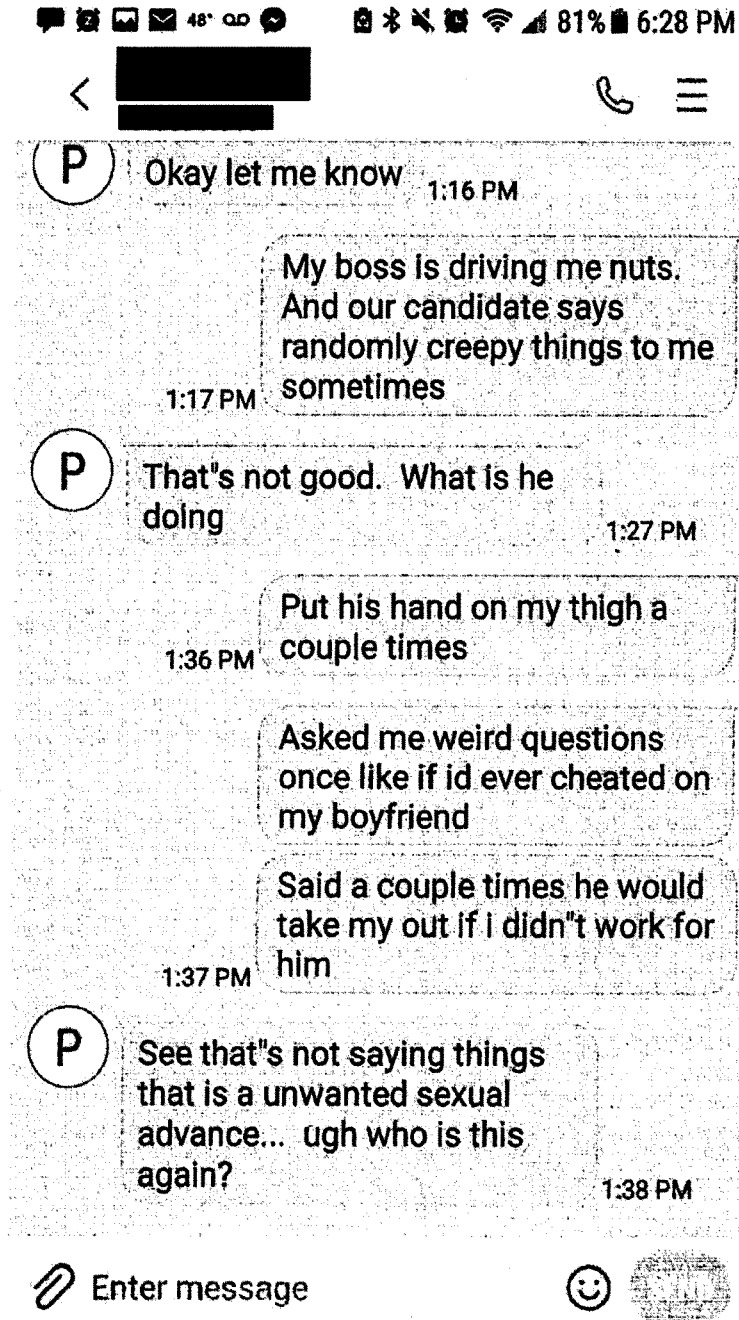 48° 81% 6:28 PM
P Okay let me know 1:16 PM
My boss is driving me nuts.
And our candidate says
randomly creepy things to me
1:17 PM sometimes
P That"s not good. What is he
doing 1:27 PM
Put his hand on my thigh a
1:36 PM couple times
Asked me weird questions
once like if id ever cheated on
my boyfriend
Said a couple times he would
take my out if i didn"t work for
1:37 PM him
P See that"s not saying things
that is a unwanted sexual
advance... ugh who is this
again? 1:38 PM
Enter message